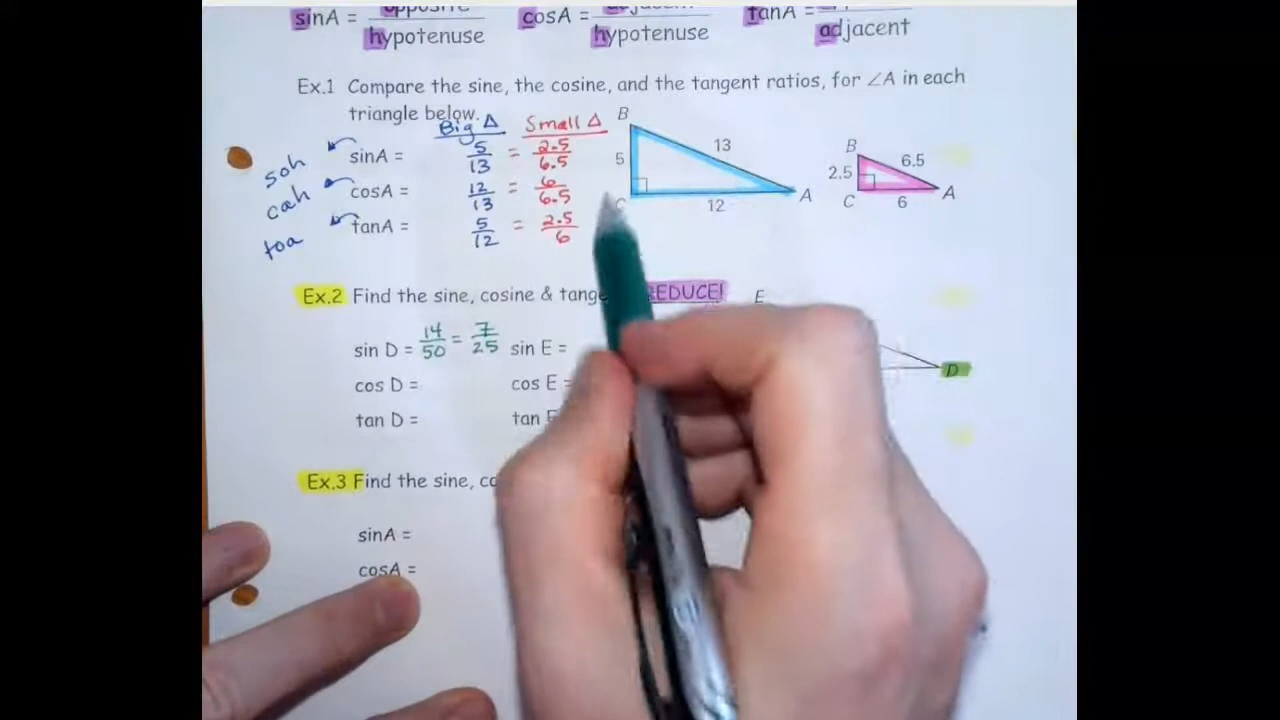 sinA = opposite
hypotenuse
cosA = adjacent
hypotenuse
tanA =
adjacent
Ex.1 Compare the sine, the cosine, and the tangent ratios, for ∠A in each
triangle below.
Big Δ Small Δ
soh sinA = 5/13 = 2.5/6.5
cah cosA = 12/13 = 6/6.5
toa tanA = 5/12 = 2.5/6
B 5 13 C 12 A
B 2.5 6.5 C 6 A
Ex.2 Find the sine, cosine & EDUCE! E
sin D = 14/50 = 7/25 sin E =
cos D = cos E =
tan D = tan E
D
Ex.3 Find the sine,
sinA =
cosA =